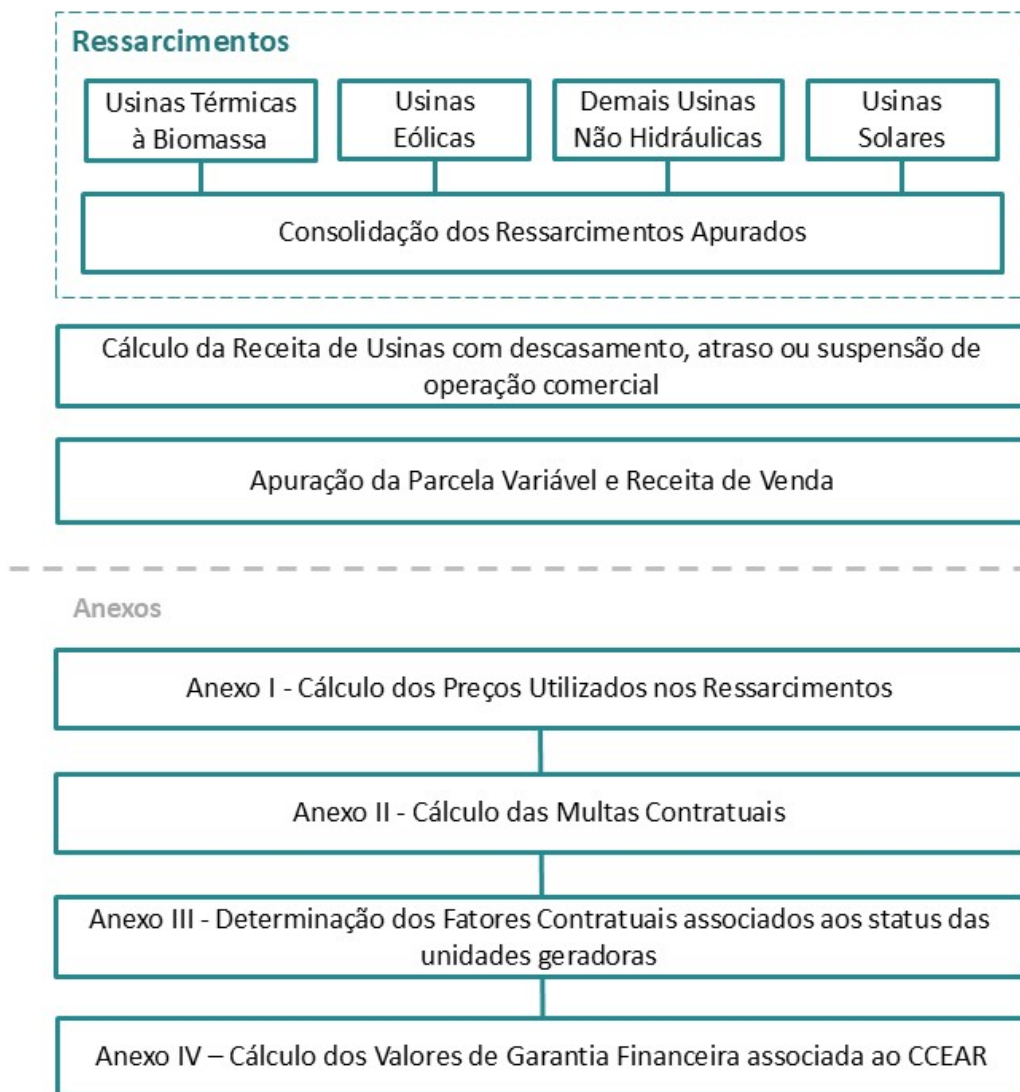 Ressarcimentos
Usinas Térmicas
à Biomassa
Usinas
Eólicas
Demais Usinas
Não Hidráulicas
Usinas
Solares
Consolidação dos Ressarcimentos Apurados
Cálculo da Receita de Usinas com descasamento, atraso ou suspensão de
operação comercial
Apuração da Parcela Variável e Receita de Venda
Anexos
Anexo I - Cálculo dos Preços Utilizados nos Ressarcimentos
Anexo II - Cálculo das Multas Contratuais
Anexo III - Determinação dos Fatores Contratuais associados aos status das
unidades geradoras
Anexo IV – Cálculo dos Valores de Garantia Financeira associada ao CCEAR